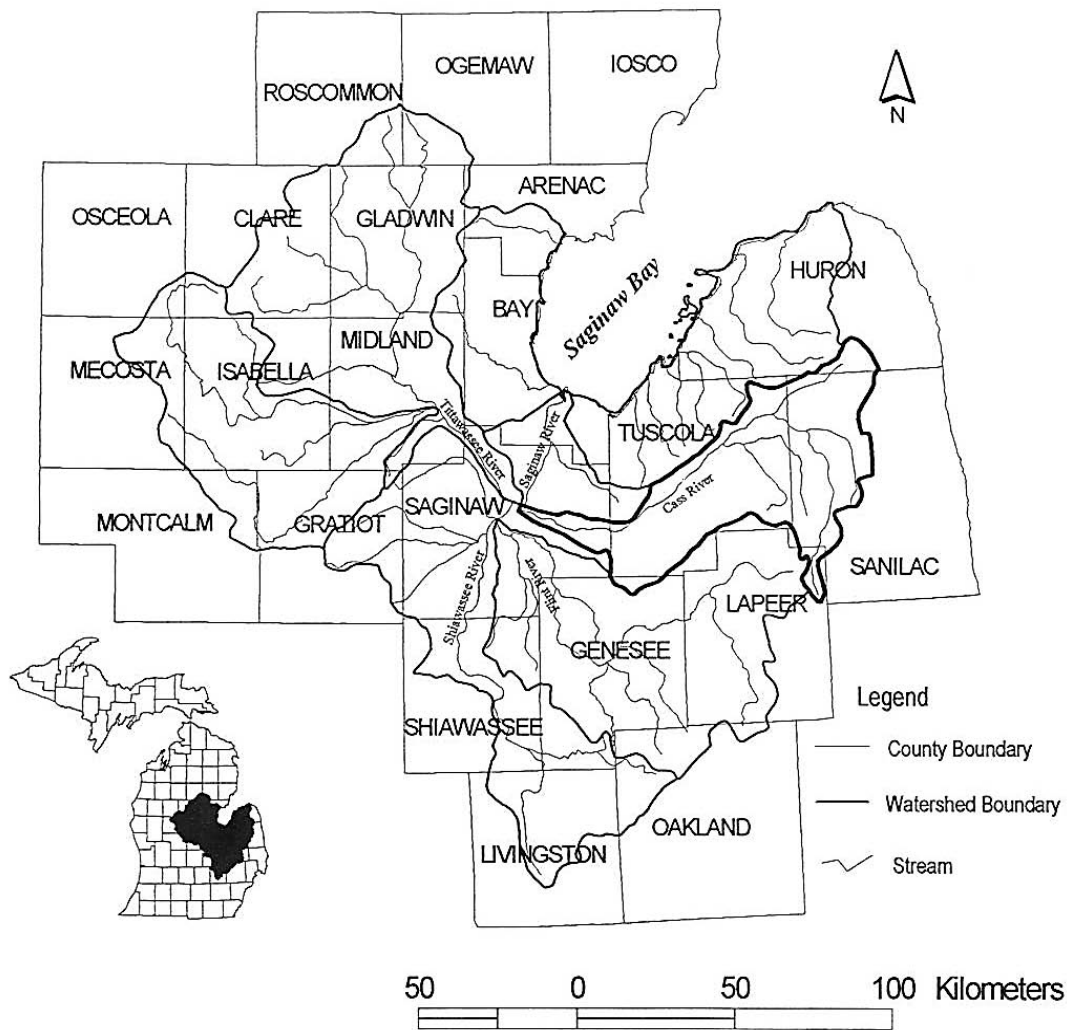 OGEMAW
IOSCO
ROSCOMMON
N
ARENAC
OSCEOLA
CLARE
GLADWIN
HURON
BAY
Saginaw Bay
MIDLAND
MECOSTA
ISABELLA
Tittawassee River
Saginaw River
TUSCOLA
Cass River
SAGINAW
MONTCALM
GRATIOT
SANILAC
Shiawassee River
Flint River
LAPEER
GENESEE
Legend
SHIAWASSEE
County Boundary
Watershed Boundary
OAKLAND
LIVINGSTON
Stream
50 0 50 100 Kilometers